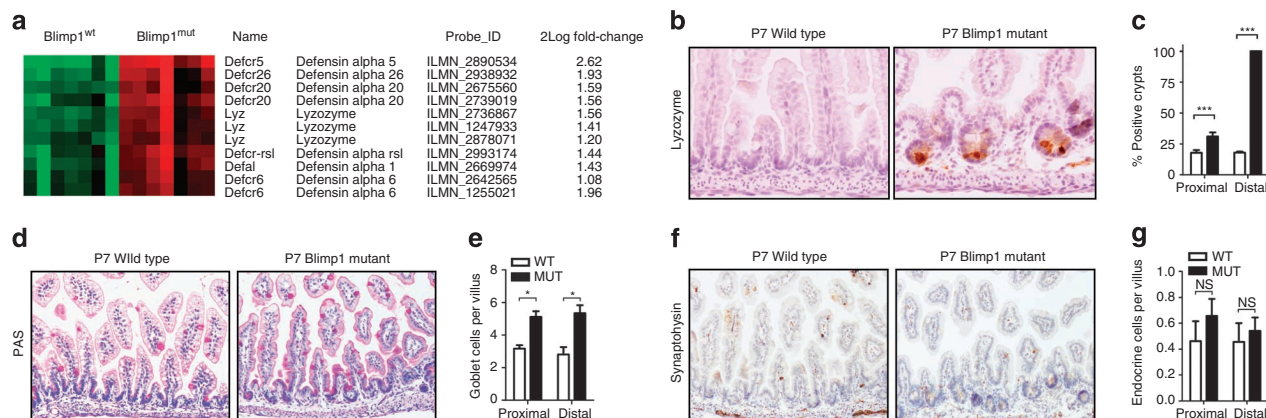 a
Blimp1wt Blimp1mut Name Probe_ID 2Log fold-change
Defcr5 Defensin alpha 5 ILMN_2890534 2.62
Defcr26 Defensin alpha 26 ILMN_2938932 1.93
Defcr20 Defensin alpha 20 ILMN_2675560 1.59
Defcr20 Defensin alpha 20 ILMN_2739019 1.56
Lyz Lyzozyme ILMN_2736867 1.56
Lyz Lyzozyme ILMN_1247933 1.41
Lyz Lyzozyme ILMN_2878071 1.20
Defcr-rsl Defensin alpha rsl ILMN_2993174 1.44
Defal Defensin alpha 1 ILMN_2669974 1.43
Defcr6 Defensin alpha 6 ILMN_2642565 1.08
Defcr6 Defensin alpha 6 ILMN_1255021 1.96
b
P7 Wild type P7 Blimp1 mutant
Lyzozyme
c
% Positive crypts
100
75
50
25
0
***
***
Proximal Distal
d
P7 WIld type P7 Blimp1 mutant
PAS
e
WT
MUT
Goblet cells per villus
8
6
4
2
0
* *
Proximal Distal
f
P7 Wild type P7 Blimp1 mutant
Synaptophysin
g
WT
MUT
Endocrine cells per villus
1.0
0.8
0.6
0.4
0.2
0
NS NS
Proximal Distal